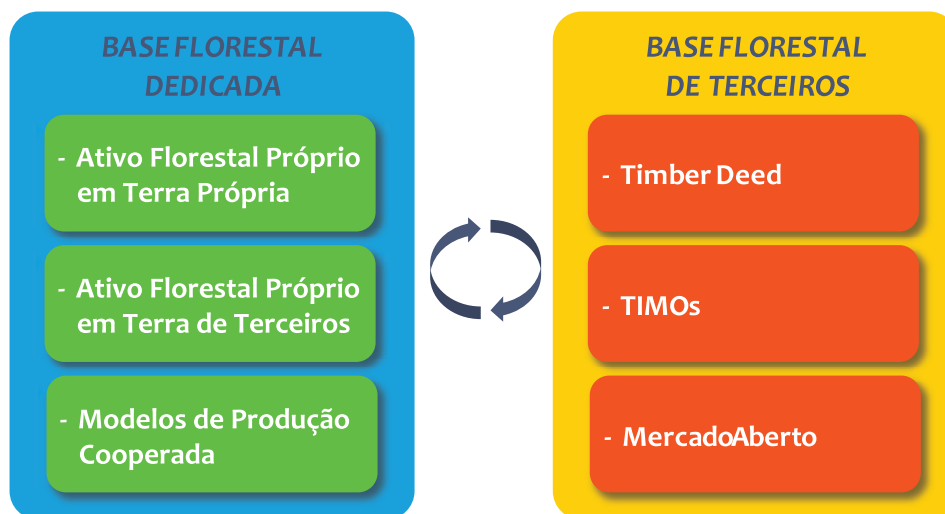 BASE FLORESTAL
DEDICADA
- Ativo Florestal Próprio
em Terra Própria
- Ativo Florestal Próprio
em Terra de Terceiros
- Modelos de Produção
Cooperada
BASE FLORESTAL
DE TERCEIROS
- Timber Deed
- TIMOs
- MercadoAberto